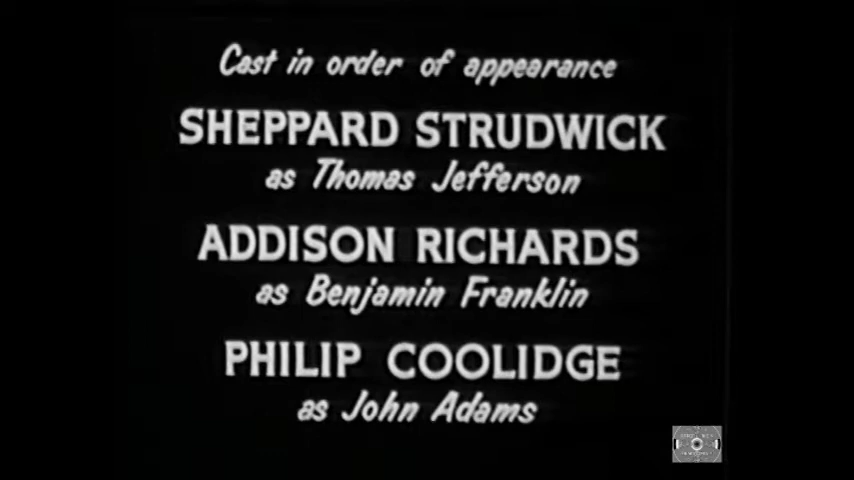 Cast in order of appearance
SHEPPARD STRUDWICK
as Thomas Jefferson
ADDISON RICHARDS
as Benjamin Franklin
PHILIP COOLIDGE
as John Adams